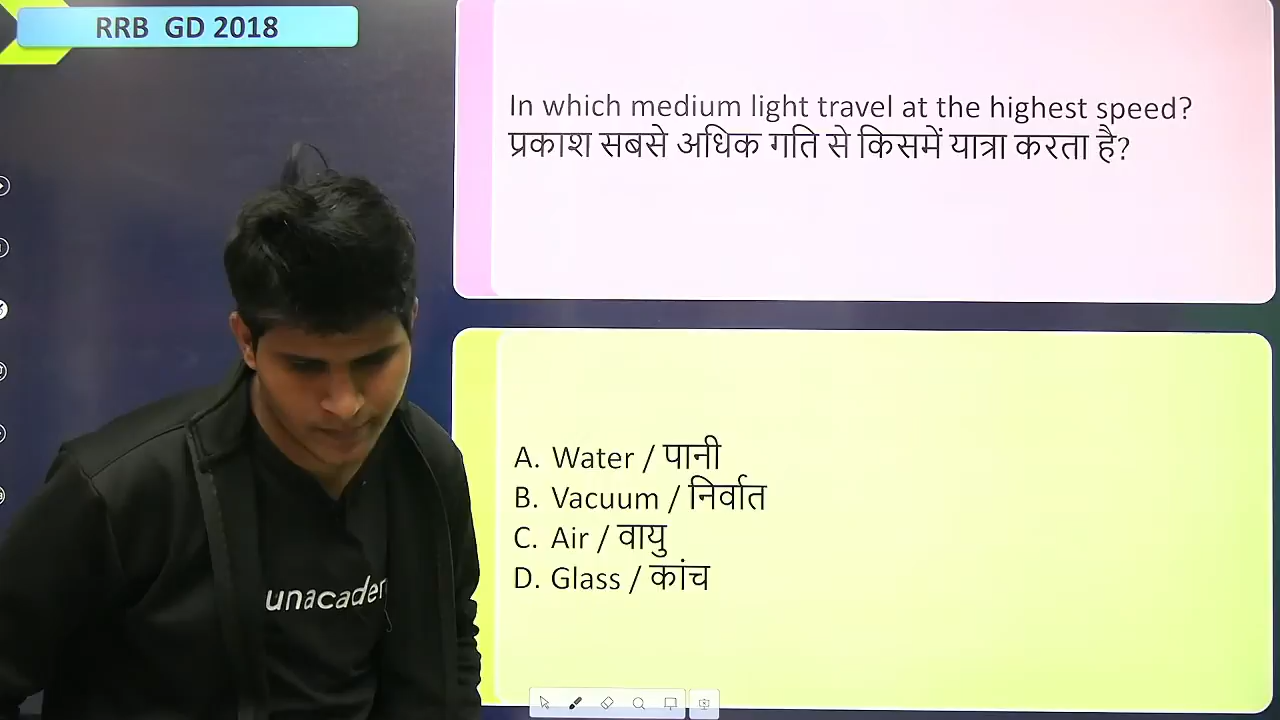 RRB GD 2018
In which medium light travel at the highest speed?
प्रकाश सबसे अधिक गति से किसमें यात्रा करता है?
A. Water / पानी
B. Vacuum / निर्वात
C. Air / वायु
D. Glass / कांच
unacadem